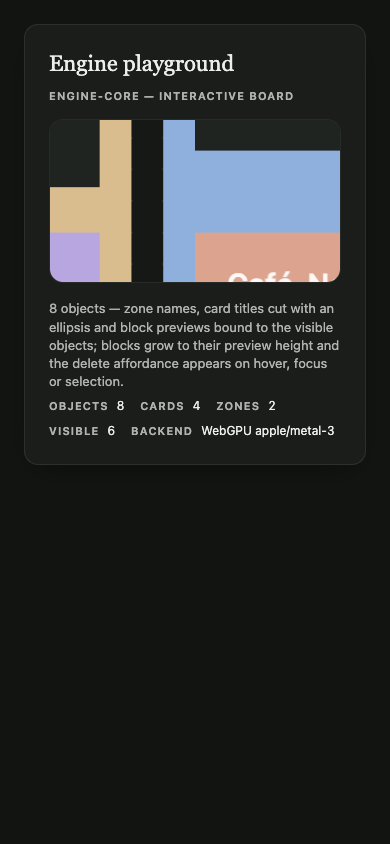 Engine playground
ENGINE-CORE — INTERACTIVE BOARD
Café N
8 objects — zone names, card titles cut with an
ellipsis and block previews bound to the visible
objects; blocks grow to their preview height and
the delete affordance appears on hover, focus
or selection.
OBJECTS 8 CARDS 4 ZONES 2
VISIBLE 6 BACKEND WebGPU apple/metal-3